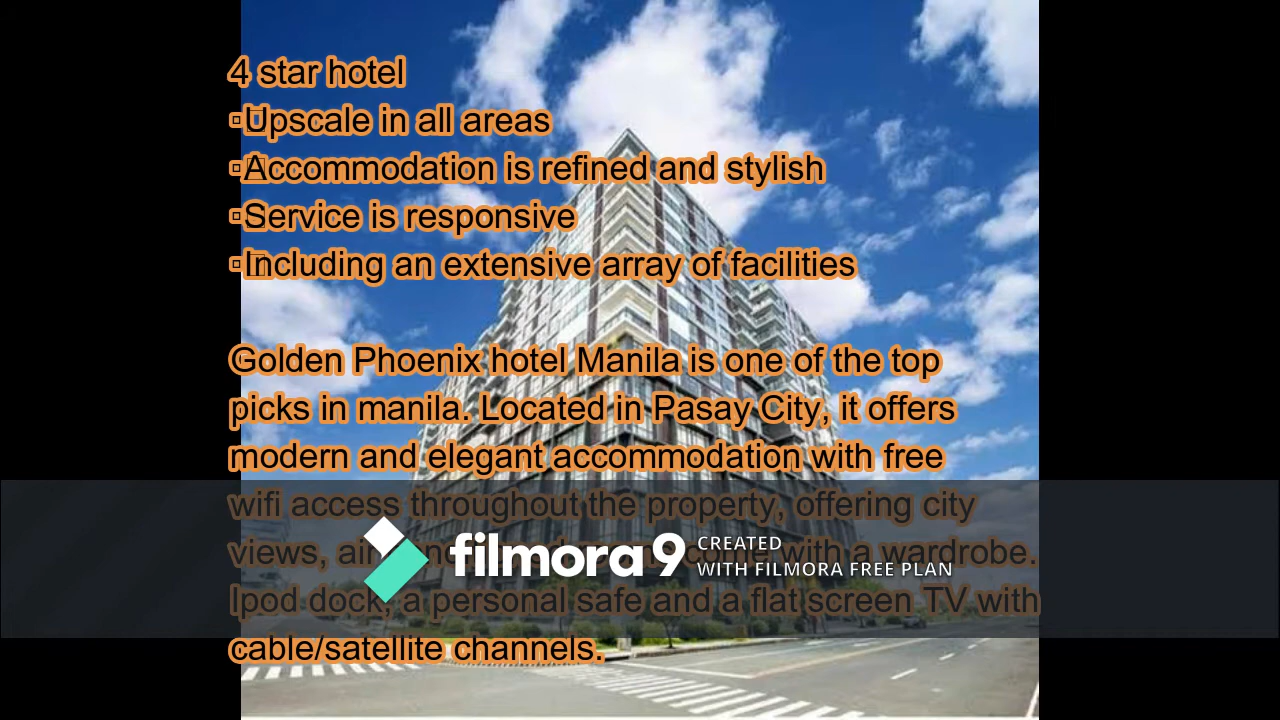 4 star hotel
▫Upscale in all areas
▫Accommodation is refined and stylish
▫Service is responsive
▫Including an extensive array of facilities
Golden Phoenix hotel Manila is one of the top
picks in manila. Located in Pasay City, it offers
modern and elegant accommodation with free
wifi access throughout the property, offering city
views, with a wardrobe.
Ipod dock, a personal safe and a flat screen TV with
cable/satellite channels.
filmora9
CREATED
WITH FILMORA FREE PLAN